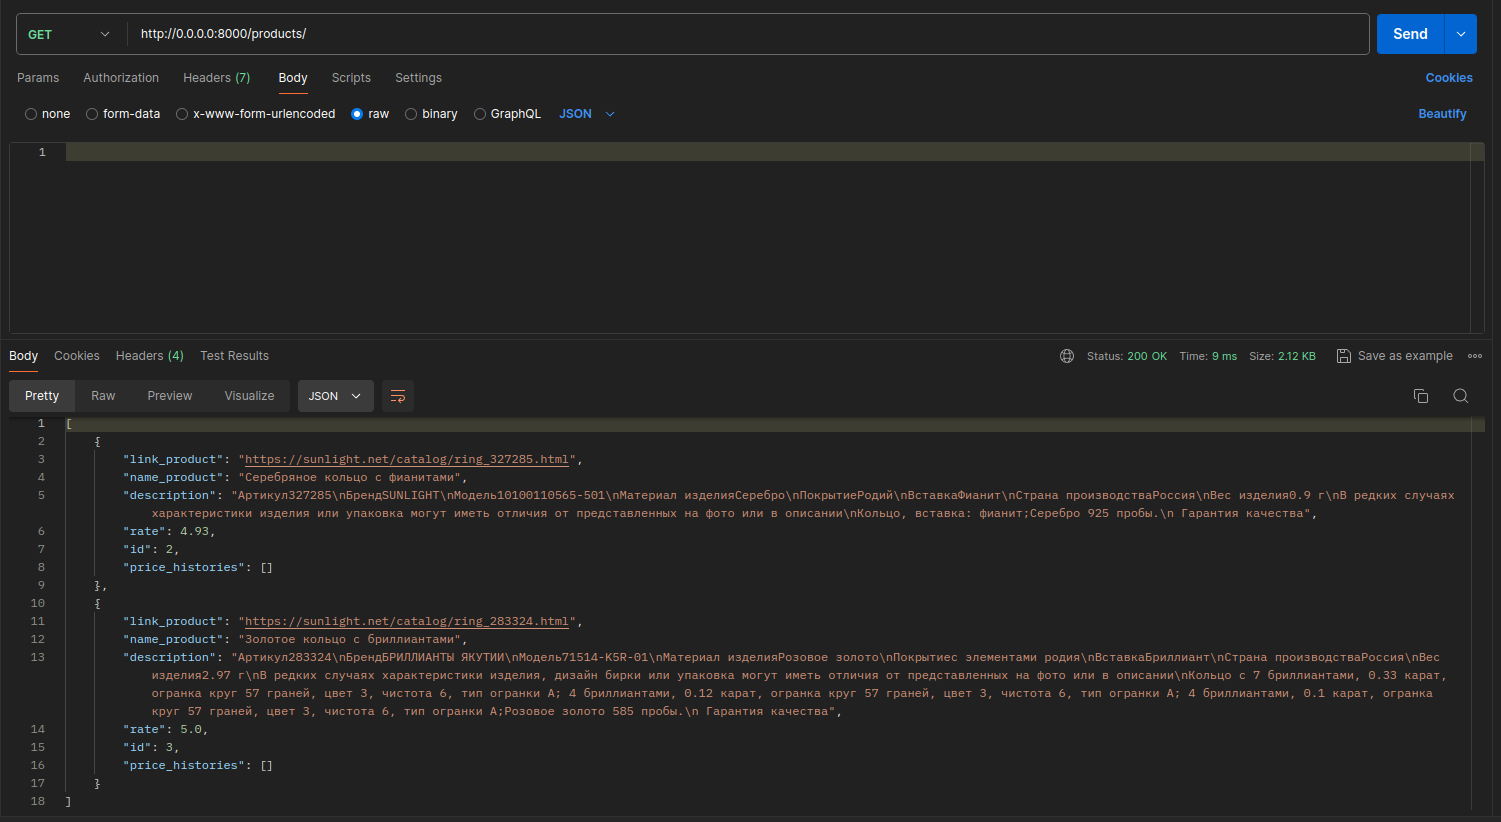 GET http://0.0.0.0:8000/products/ Send
Params Authorization Headers (7) Body Scripts Settings Cookies
none form-data x-www-form-urlencoded raw binary GraphQL JSON Beautify
1
Body Cookies Headers (4) Test Results Status: 200 OK Time: 9 ms Size: 2.12 KB Save as example
Pretty Raw Preview Visualize JSON
1 [
2 {
3 "link_product": "https://sunlight.net/catalog/ring_327285.html",
4 "name_product": "Серебряное кольцо с фианитами",
5 "description": "Артикул327285\nБрендSUNLIGHT\nМодель10100110565-501\nМатериал изделияСеребро\nПокрытиеРодий\nВставкаФианит\nСтрана производстваРоссия\nВес изделия0.9 г\nВ редких случаях
характеристики изделия или упаковка могут иметь отличия от представленных на фото или в описании\nКольцо, вставка: фианит;Серебро 925 пробы.\n Гарантия качества",
6 "rate": 4.93,
7 "id": 2,
8 "price_histories": []
9 },
10 {
11 "link_product": "https://sunlight.net/catalog/ring_283324.html",
12 "name_product": "Золотое кольцо с бриллиантами",
13 "description": "Артикул283324\nБрендБРИЛЛИАНТЫ ЯКУТИИ\nМодель71514-K5R-01\nМатериал изделияРозовое золото\nПокрытиес элементами родия\nВставкаБриллиант\nСтрана производстваРоссия\nВес
изделия2.97 г\nВ редких случаях характеристики изделия, дизайн бирки или упаковка могут иметь отличия от представленных на фото или в описании\nКольцо с 7 бриллиантами, 0.33 карат,
огранка круг 57 граней, цвет 3, чистота 6, тип огранки А; 4 бриллиантами, 0.12 карат, огранка круг 57 граней, цвет 3, чистота 6, тип огранки А; 4 бриллиантами, 0.1 карат, огранка
круг 57 граней, цвет 3, чистота 6, тип огранки А;Розовое золото 585 пробы.\n Гарантия качества",
14 "rate": 5.0,
15 "id": 3,
16 "price_histories": []
17 }
18 ]